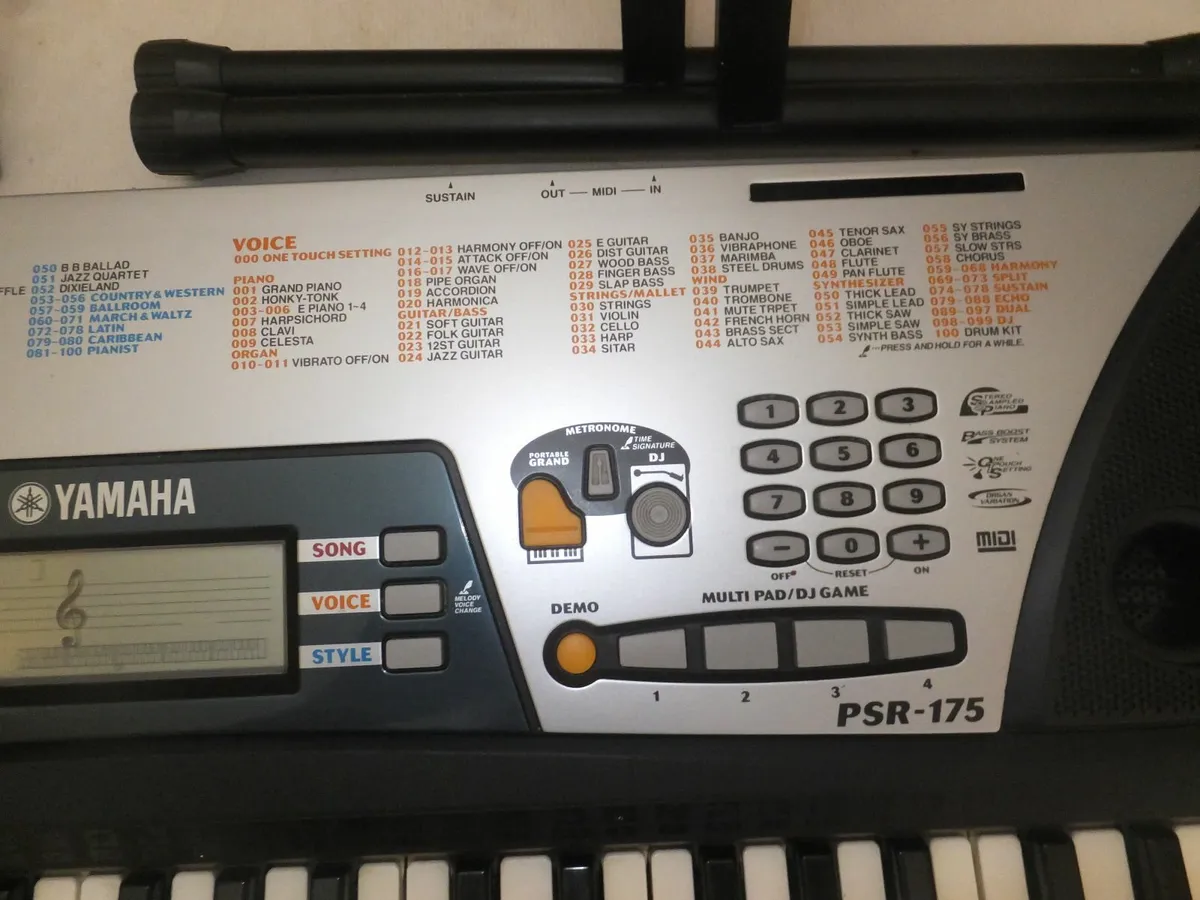 SUSTAIN
OUT — MIDI — IN
FFLE
050 B B BALLAD
051 JAZZ QUARTET
052 DIXIELAND
053-056 COUNTRY & WESTERN
057-059 BALLROOM
060-071 MARCH & WALTZ
072-078 LATIN
079-080 CARIBBEAN
081-100 PIANIST
VOICE
000 ONE TOUCH SETTING
PIANO
001 GRAND PIANO
002 HONKY-TONK
003-006 E PIANO 1~4
007 HARPSICHORD
008 CLAVI
009 CELESTA
ORGAN
010-011 VIBRATO ON/OFF
012-013 HARMONY OFF/ON
014-015 ATTACK OFF/ON
016-017 WAVE OFF/ON
018 PIPE ORGAN
019 ACCORDION
020 HARMONICA
GUITAR/BASS
021 SOFT GUITAR
022 FOLK GUITAR
023 12ST GUITAR
024 JAZZ GUITAR
025 E GUITAR
026 DIST GUITAR
027 WOOD BASS
028 FINGER BASS
029 SLAP BASS
STRINGS/MALLET
030 STRINGS
031 VIOLIN
032 CELLO
033 HARP
034 SITAR
035 BANJO
036 VIBRAPHONE
037 MARIMBA
038 STEEL DRUMS
WIND
039 TRUMPET
040 TROMBONE
041 MUTE TRPET
042 FRENCH HORN
043 BRASS SECT
044 ALTO SAX
045 TENOR SAX
046 OBOE
047 CLARINET
048 FLUTE
049 PAN FLUTE
SYNTHESIZER
050 THICK LEAD
051 SIMPLE LEAD
052 THICK SAW
053 SIMPLE SAW
054 SYNTH BASS
055 SY STRINGS
056 SY BRASS
057 SLOW STRS
058 CHORUS
059-068 HARMONY
069-073 SPLIT
074-078 SUSTAIN
079-088 ECHO
089-097 DUAL
098-099 DJ
100 DRUM KIT
···PRESS AND HOLD FOR A WHILE.
YAMAHA
SONG
VOICE
MELODY
VOICE
CHANGE
STYLE
METRONOME
TIME
SIGNATURE
PORTABLE
GRAND
DJ
1 2 3
4 5 6
7 8 9
− 0 +
OFF RESET ON
STEREO
SAMPLED
PIANO
BASS BOOST
SYSTEM
ONE
TOUCH
SETTING
ORGAN
VARIATION
MIDI
DEMO
MULTI PAD/DJ GAME
1 2 3 4
PSR-175